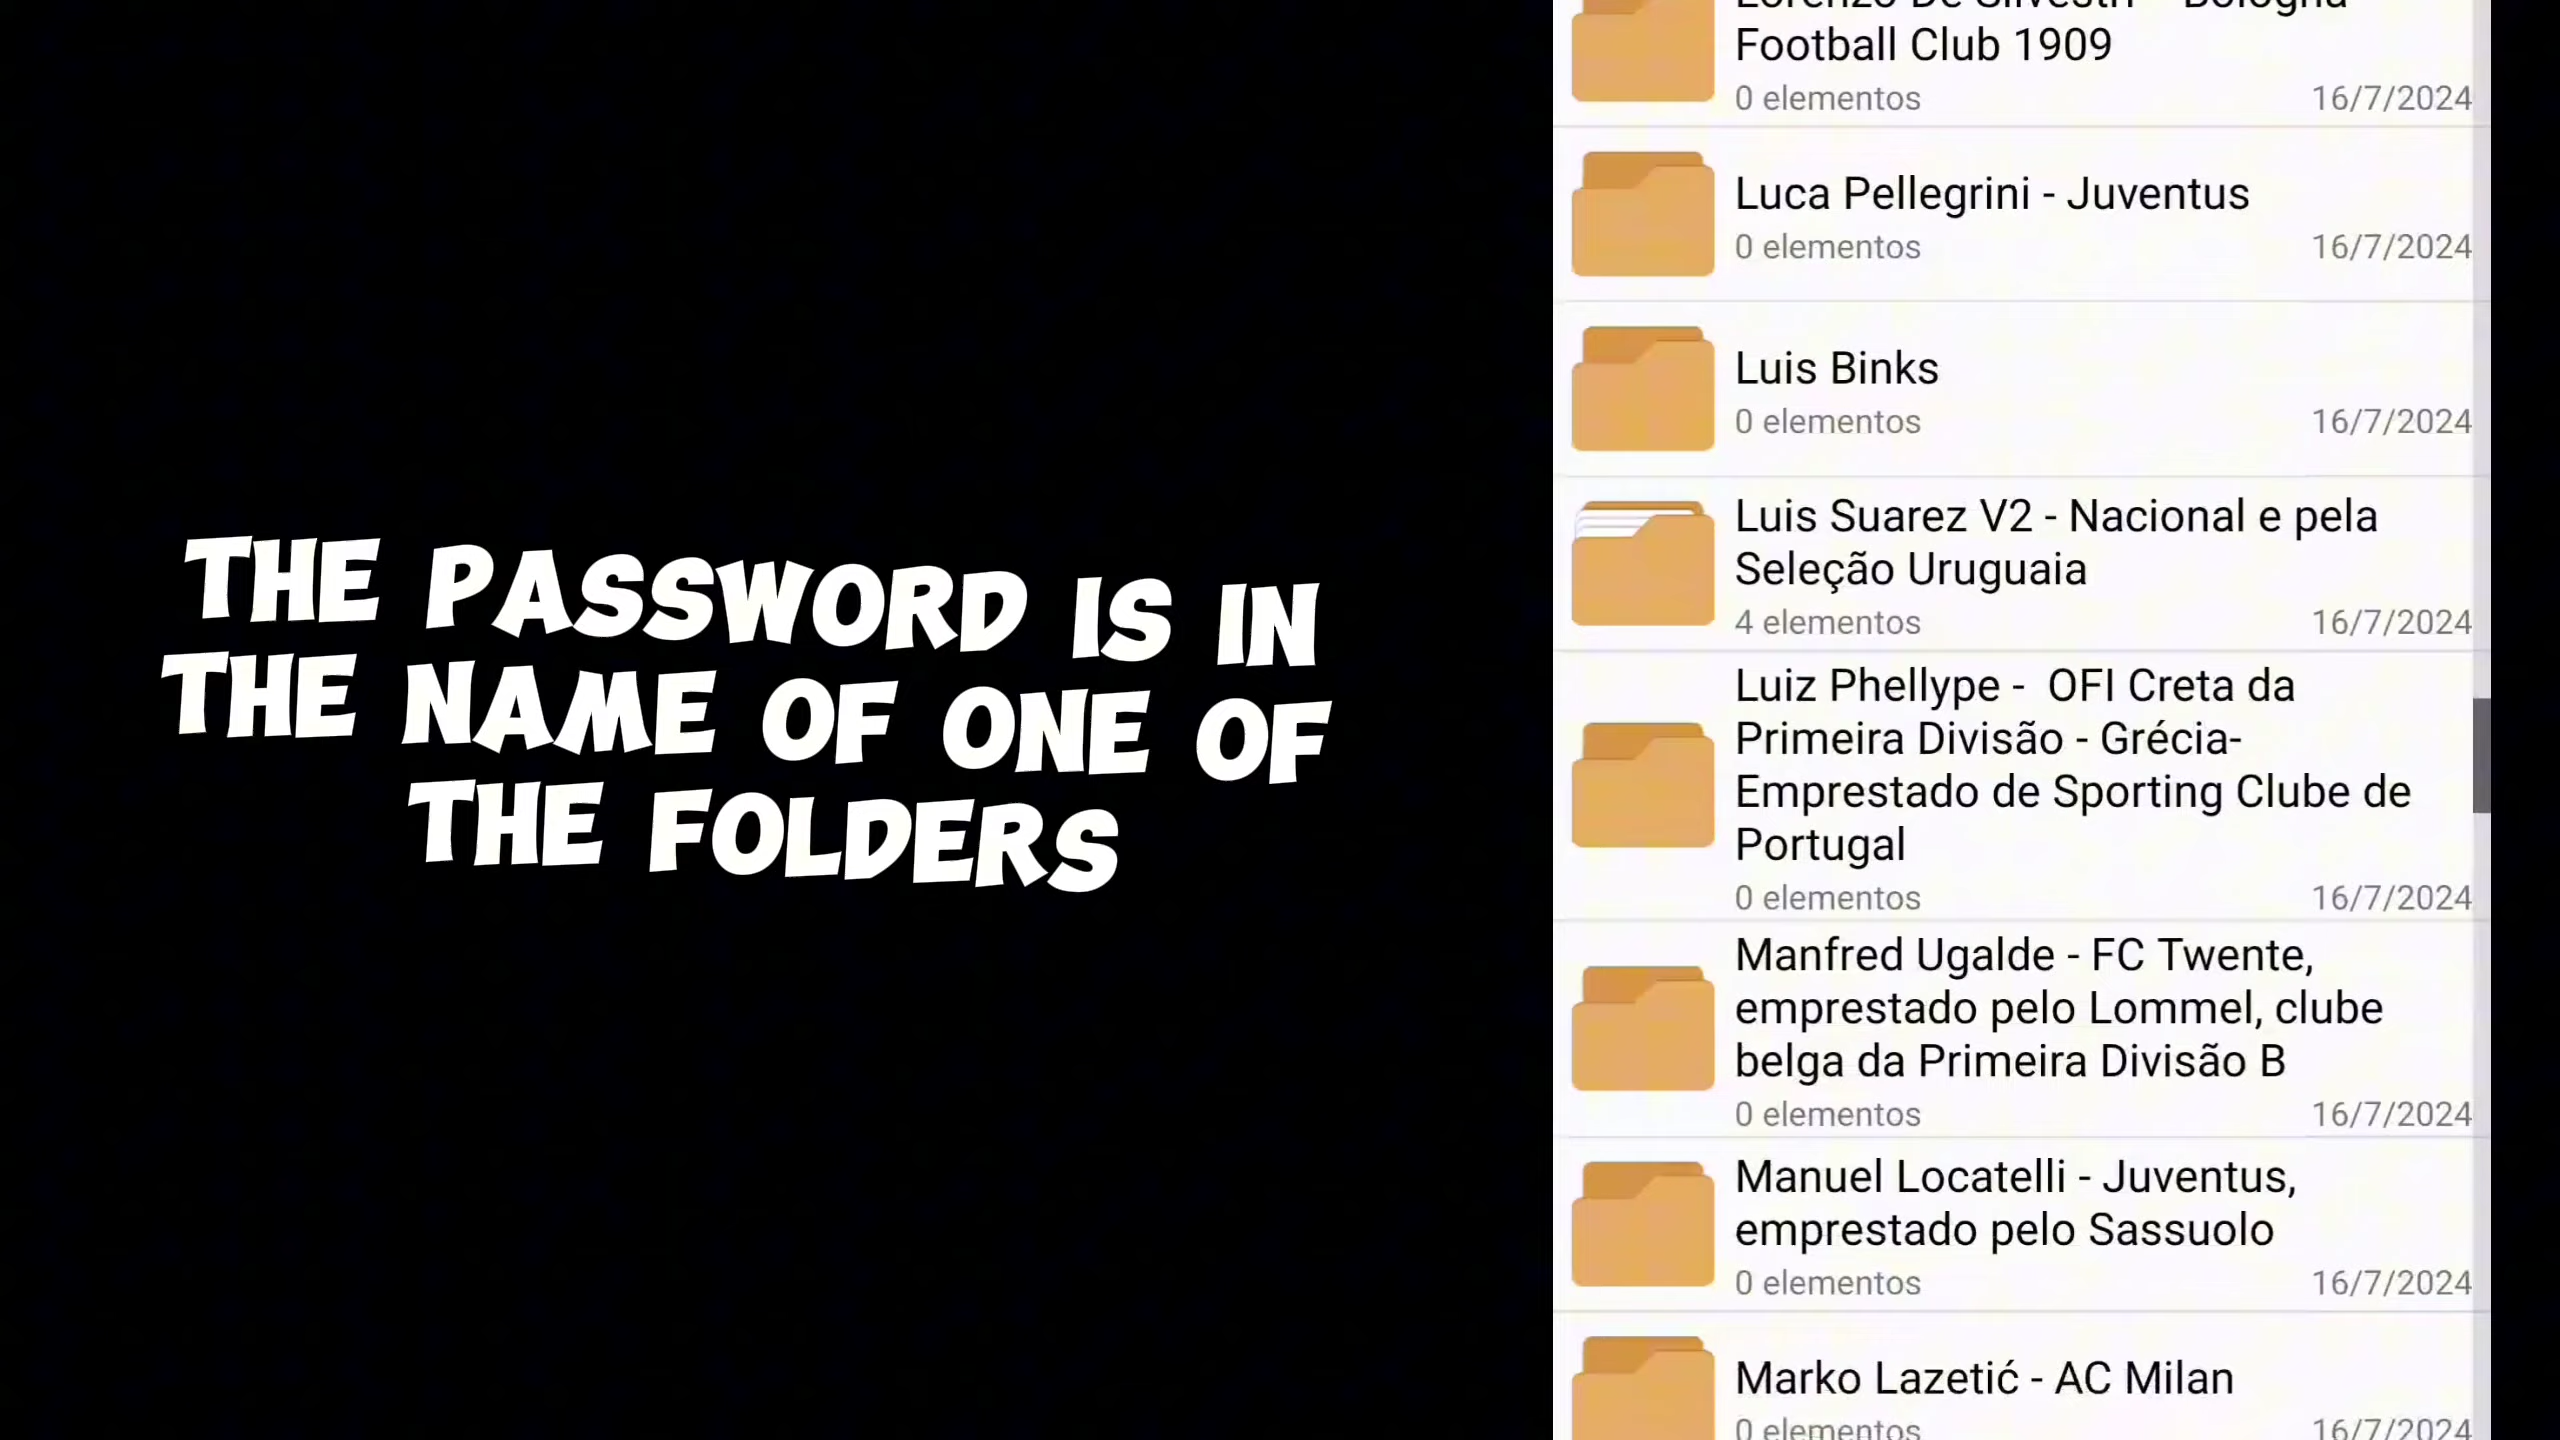 THE PASSWORD IS IN
THE NAME OF ONE OF
THE FOLDERS
Lorenzo De Silvestri - Bologna
Football Club 1909
0 elementos 16/7/2024
Luca Pellegrini - Juventus
0 elementos 16/7/2024
Luis Binks
0 elementos 16/7/2024
Luis Suarez V2 - Nacional e pela
Seleção Uruguaia
4 elementos 16/7/2024
Luiz Phellype - OFI Creta da
Primeira Divisão - Grécia-
Emprestado de Sporting Clube de
Portugal
0 elementos 16/7/2024
Manfred Ugalde - FC Twente,
emprestado pelo Lommel, clube
belga da Primeira Divisão B
0 elementos 16/7/2024
Manuel Locatelli - Juventus,
emprestado pelo Sassuolo
0 elementos 16/7/2024
Marko Lazetić - AC Milan
0 elementos 16/7/2024